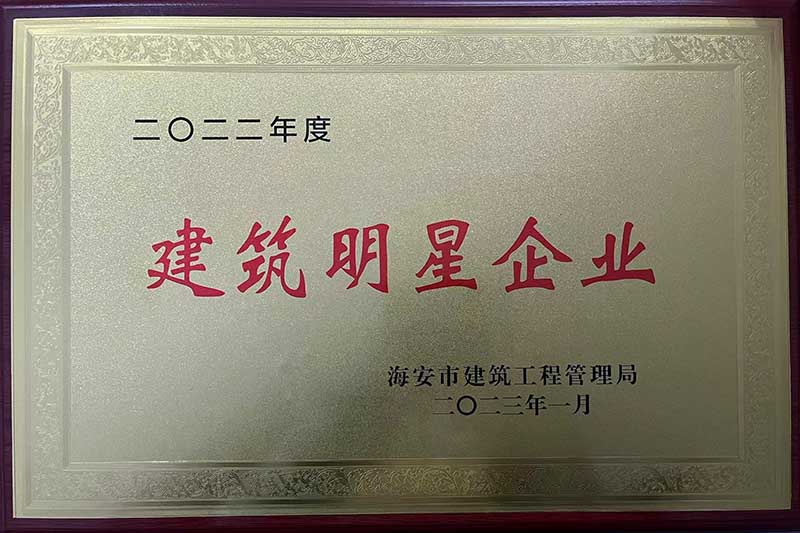 二〇二二年度
建筑明星企业
海安市建筑工程管理局
二〇二三年一月